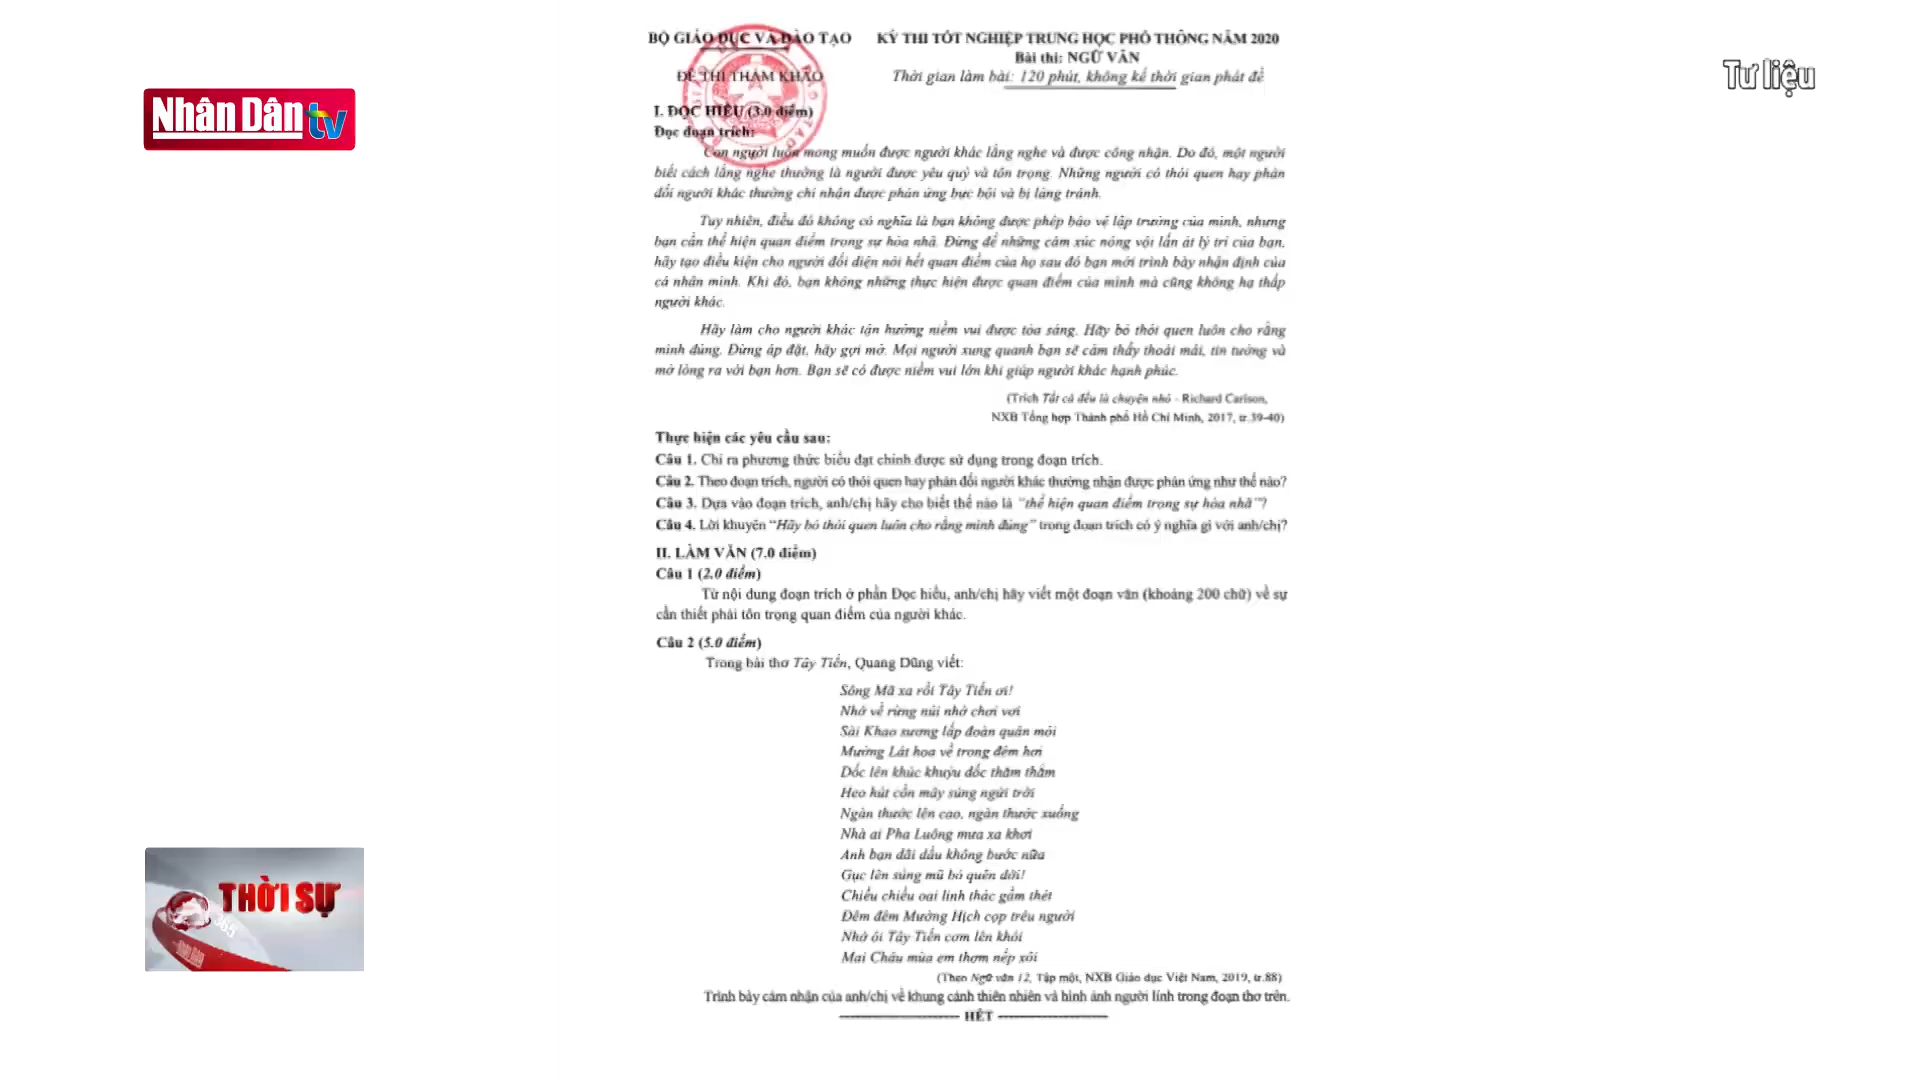 BỘ GIÁO DỤC VÀ ĐÀO TẠO
ĐỀ THI THAM KHẢO
KỲ THI TỐT NGHIỆP TRUNG HỌC PHỔ THÔNG NĂM 2020
Bài thi: NGỮ VĂN
Thời gian làm bài: 120 phút, không kể thời gian phát đề
Tư liệu
Nhân Dân tv
I. ĐỌC HIỂU (3.0 điểm)
Đọc đoạn trích:
Con người luôn mong muốn được người khác lắng nghe và được công nhận. Do đó, một người
biết cách lắng nghe thường là người được yêu quý và tôn trọng. Những người có thói quen hay phản
đối người khác thường chỉ nhận được phản ứng bực bội và bị lảng tránh.
Tuy nhiên, điều đó không có nghĩa là bạn không được phép bảo vệ lập trường của mình, nhưng
bạn cần thể hiện quan điểm trong sự hòa nhã. Đừng để những cảm xúc nóng vội lấn át lý trí của bạn,
hãy tạo điều kiện cho người đối diện nói hết quan điểm của họ sau đó bạn mới trình bày nhận định của
cá nhân mình. Khi đó, bạn không những thực hiện được quan điểm của mình mà cũng không hạ thấp
người khác.
Hãy làm cho người khác tận hưởng niềm vui được tỏa sáng. Hãy bỏ thói quen luôn cho rằng
mình đúng. Đừng áp đặt, hãy gợi mở. Mọi người xung quanh bạn sẽ cảm thấy thoải mái, tin tưởng và
mở lòng ra với bạn hơn. Bạn sẽ có được niềm vui lớn khi giúp người khác hạnh phúc.
(Trích Tất cả đều là chuyện nhỏ - Richard Carlson,
NXB Tổng hợp Thành phố Hồ Chí Minh, 2017, tr.39-40)
Thực hiện các yêu cầu sau:
Câu 1. Chỉ ra phương thức biểu đạt chính được sử dụng trong đoạn trích.
Câu 2. Theo đoạn trích, người có thói quen hay phản đối người khác thường nhận được phản ứng như thế nào?
Câu 3. Dựa vào đoạn trích, anh/chị hãy cho biết thế nào là "thể hiện quan điểm trong sự hòa nhã"?
Câu 4. Lời khuyên "Hãy bỏ thói quen luôn cho rằng mình đúng" trong đoạn trích có ý nghĩa gì với anh/chị?
II. LÀM VĂN (7.0 điểm)
Câu 1 (2.0 điểm)
Từ nội dung đoạn trích ở phần Đọc hiểu, anh/chị hãy viết một đoạn văn (khoảng 200 chữ) về sự
cần thiết phải tôn trọng quan điểm của người khác.
Câu 2 (5.0 điểm)
Trong bài thơ Tây Tiến, Quang Dũng viết:
Sông Mã xa rồi Tây Tiến ơi!
Nhớ về rừng núi nhớ chơi vơi
Sài Khao sương lấp đoàn quân mỏi
Mường Lát hoa về trong đêm hơi
Dốc lên khúc khuỷu dốc thăm thẳm
Heo hút cồn mây súng ngửi trời
Ngàn thước lên cao, ngàn thước xuống
Nhà ai Pha Luông mưa xa khơi
Anh bạn dãi dầu không bước nữa
Gục lên súng mũ bỏ quên đời!
Chiều chiều oai linh thác gầm thét
Đêm đêm Mường Hịch cọp trêu người
Nhớ ôi Tây Tiến cơm lên khói
Mai Châu mùa em thơm nếp xôi
(Theo Ngữ văn 12, Tập một, NXB Giáo dục Việt Nam, 2019, tr.88)
Trình bày cảm nhận của anh/chị về khung cảnh thiên nhiên và hình ảnh người lính trong đoạn thơ trên.
HẾT
THỜI SỰ
365